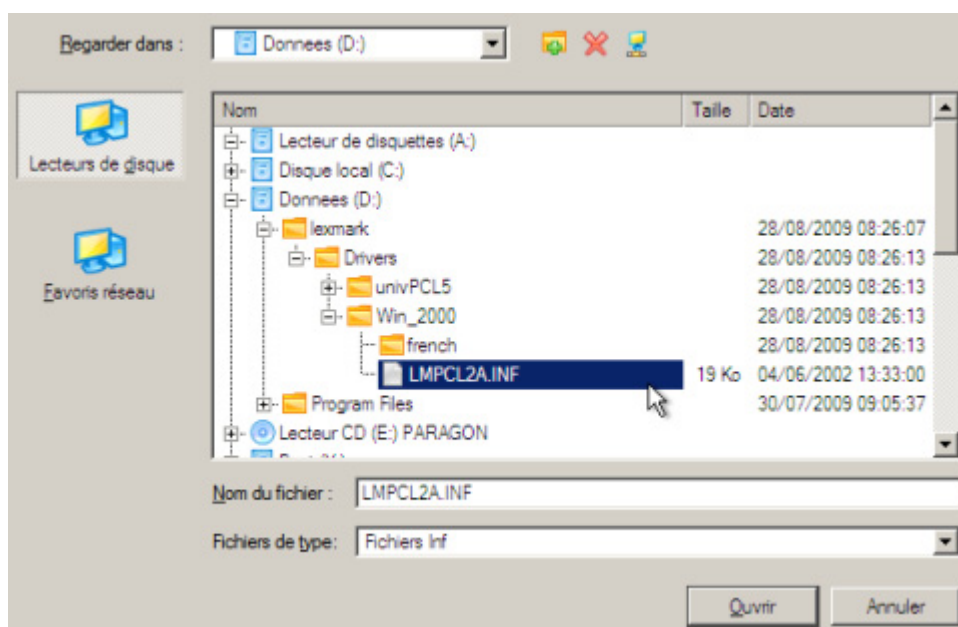 Regarder dans : Donnees (D:)
Nom Taille Date
Lecteur de disquettes (A:)
Lecteurs de disque
Disque local (C:)
Donnees (D:)
lexmark 28/08/2009 08:26:07
Drivers 28/08/2009 08:26:13
Favoris réseau
univPCL5 28/08/2009 08:26:13
Win_2000 28/08/2009 08:26:13
french 28/08/2009 08:26:13
LMPCL2A.INF 19 Ko 04/06/2002 13:33:00
Program Files 30/07/2009 09:05:37
Lecteur CD (E:) PARAGON
Nom du fichier : LMPCL2A.INF
Fichiers de type: Fichiers Inf
Ouvrir Annuler